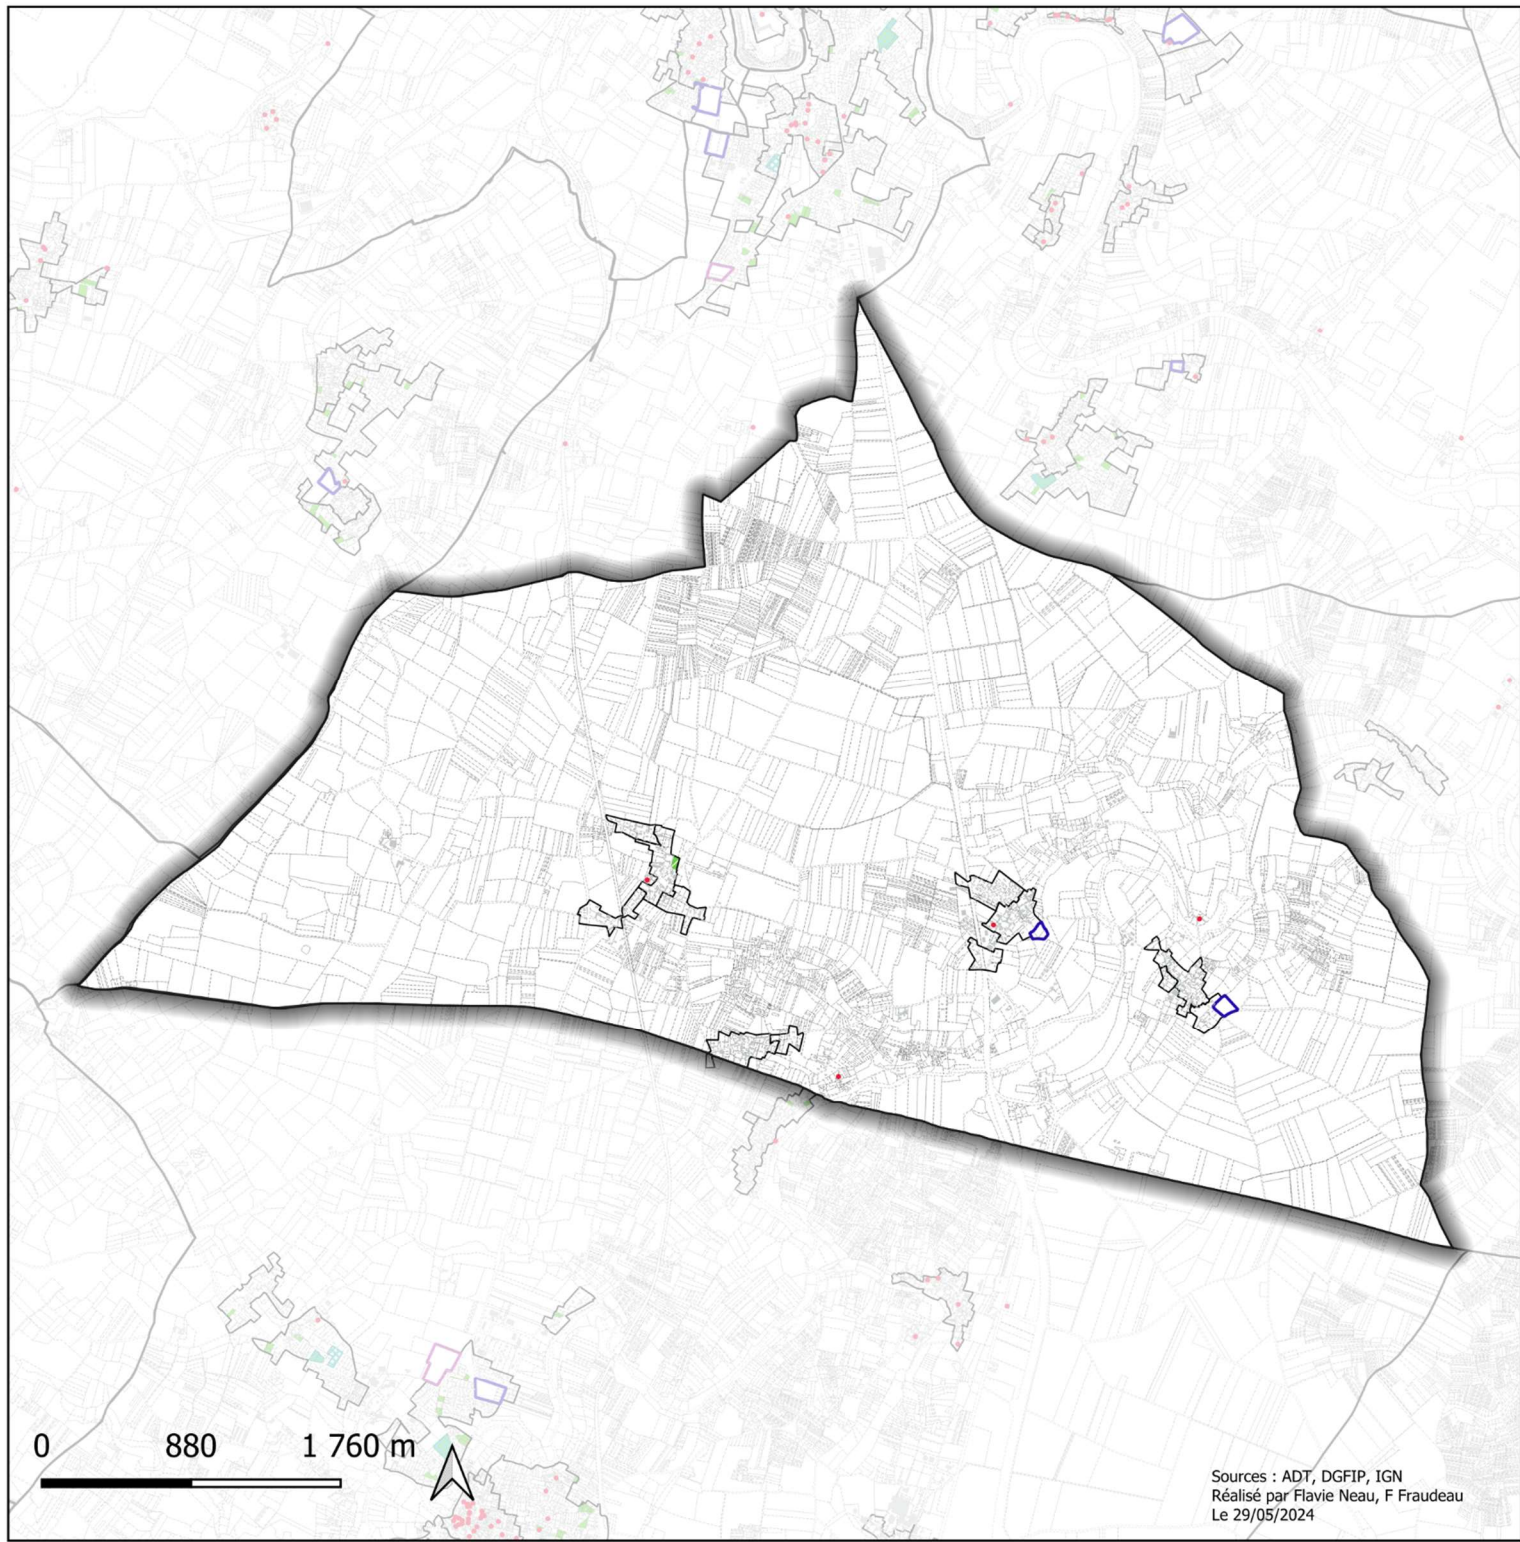 0 880 1 760 m
Sources : ADT, DGFIP, IGN
Réalisé par Flavie Neau, F Fraudeau
Le 29/05/2024